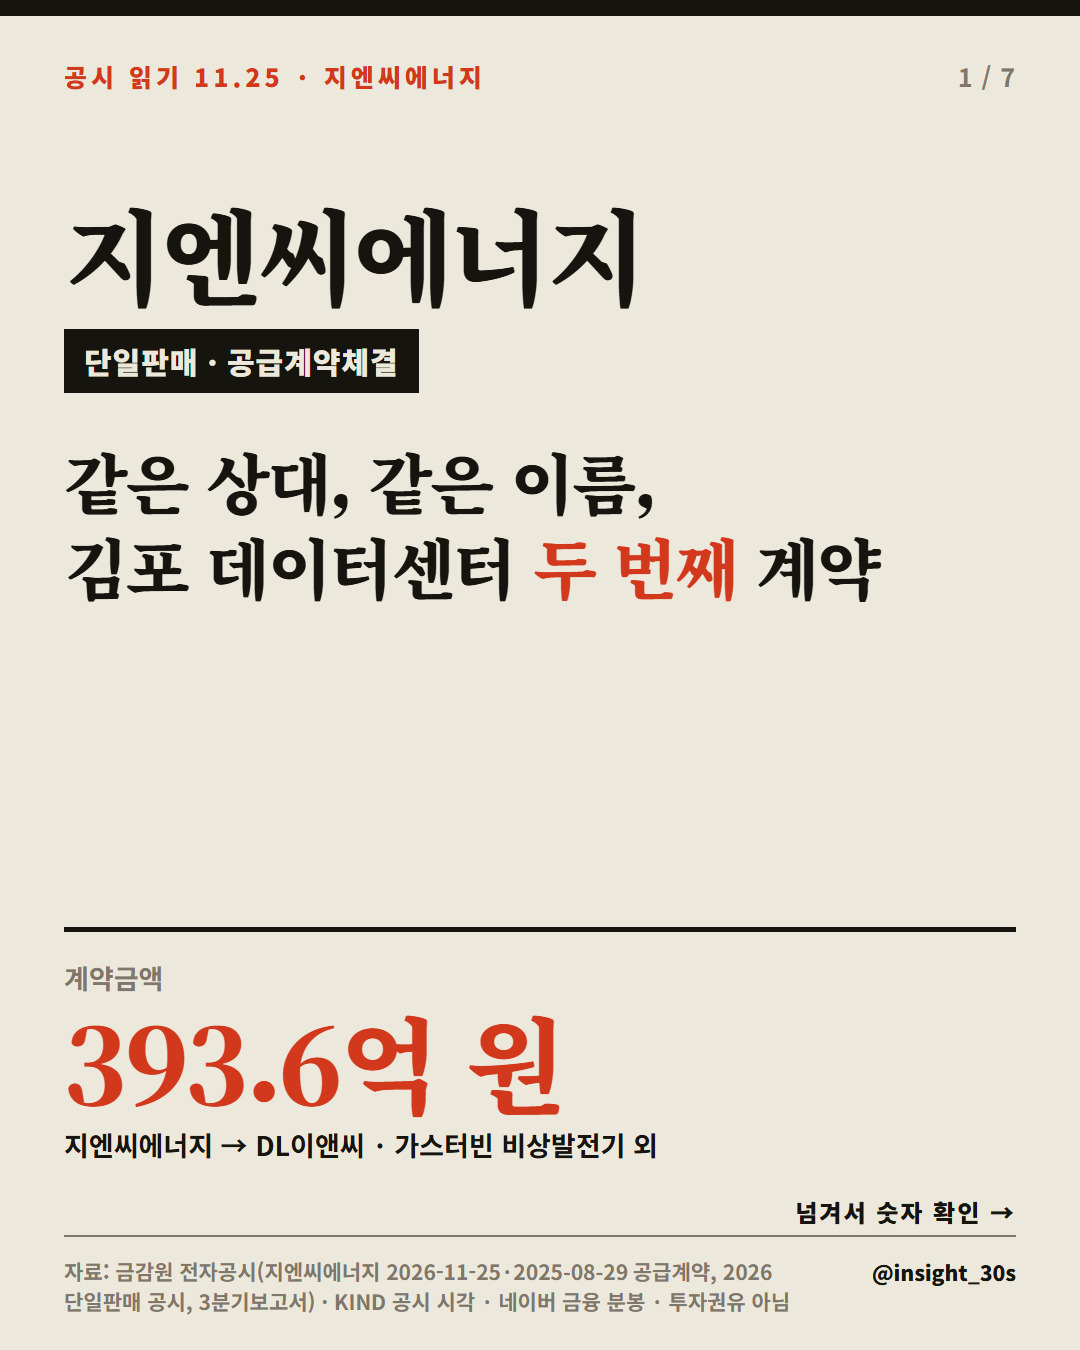 공시 읽기 11.25 · 지엔씨에너지
1 / 7
지엔씨에너지
단일판매 · 공급계약체결
같은 상대, 같은 이름,
김포 데이터센터 두 번째 계약
계약금액
393.6억 원
지엔씨에너지 → DL이앤씨 · 가스터빈 비상발전기 외
넘겨서 숫자 확인 →
자료: 금감원 전자공시(지엔씨에너지 2026-11-25·2025-08-29 공급계약, 2026
단일판매 공시, 3분기보고서) · KIND 공시 시각 · 네이버 금융 분봉 · 투자권유 아님
@insight_30s